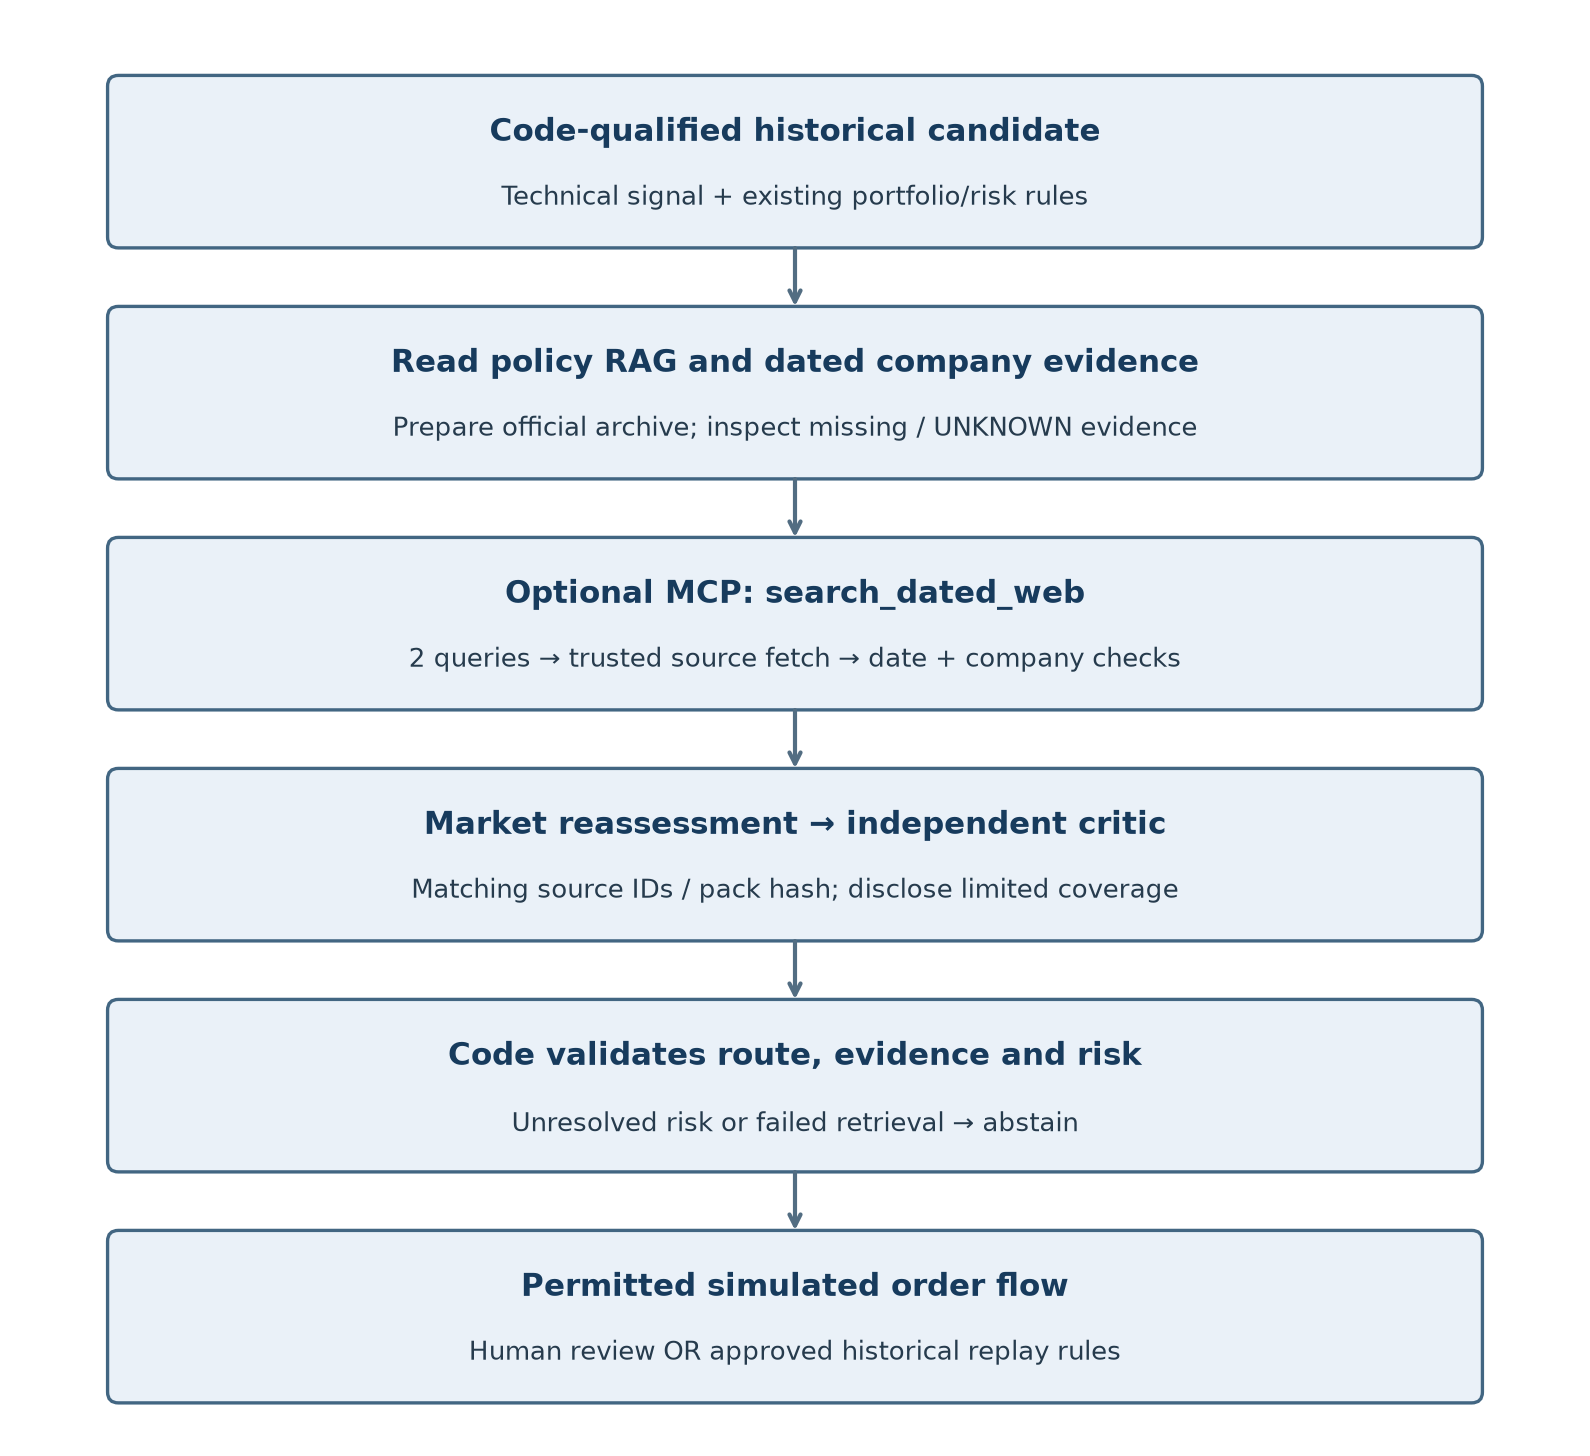 Code-qualified historical candidate
Technical signal + existing portfolio/risk rules
Read policy RAG and dated company evidence
Prepare official archive; inspect missing / UNKNOWN evidence
Optional MCP: search_dated_web
2 queries → trusted source fetch → date + company checks
Market reassessment → independent critic
Matching source IDs / pack hash; disclose limited coverage
Code validates route, evidence and risk
Unresolved risk or failed retrieval → abstain
Permitted simulated order flow
Human review OR approved historical replay rules